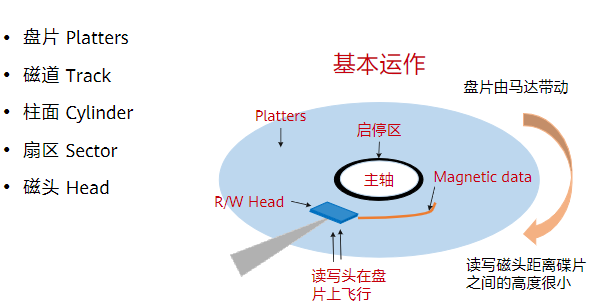 • 盘片 Platters
• 磁道 Track
• 柱面 Cylinder
• 扇区 Sector
• 磁头 Head
基本运作
盘片由马达带动
Platters
启停区
主轴
Magnetic data
R/W Head
读写头在盘
片上飞行
读写磁头距离碟片
之间的高度很小